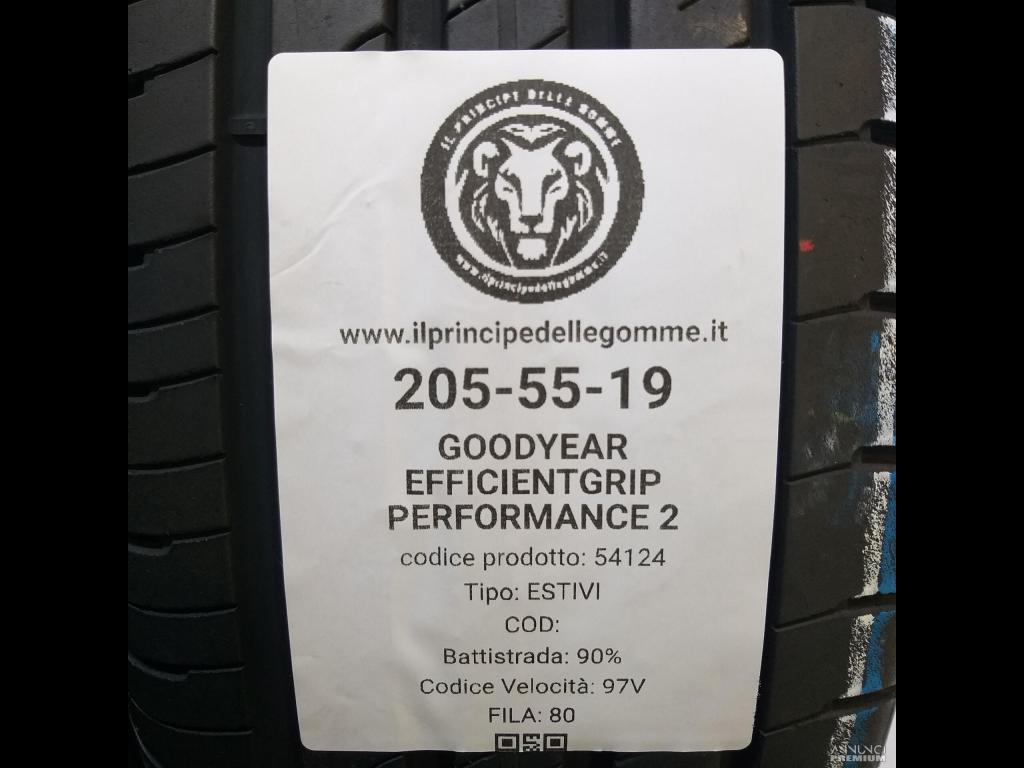 IL PRINCIPE DELLE GOMME
www.ilprincipedellegomme.it
www.ilprincipedellegomme.it
205-55-19
GOODYEAR
EFFICIENTGRIP
PERFORMANCE 2
codice prodotto: 54124
Tipo: ESTIVI
COD:
Battistrada: 90%
Codice Velocità: 97V
FILA: 80
ANNUNCI
PREMIUM